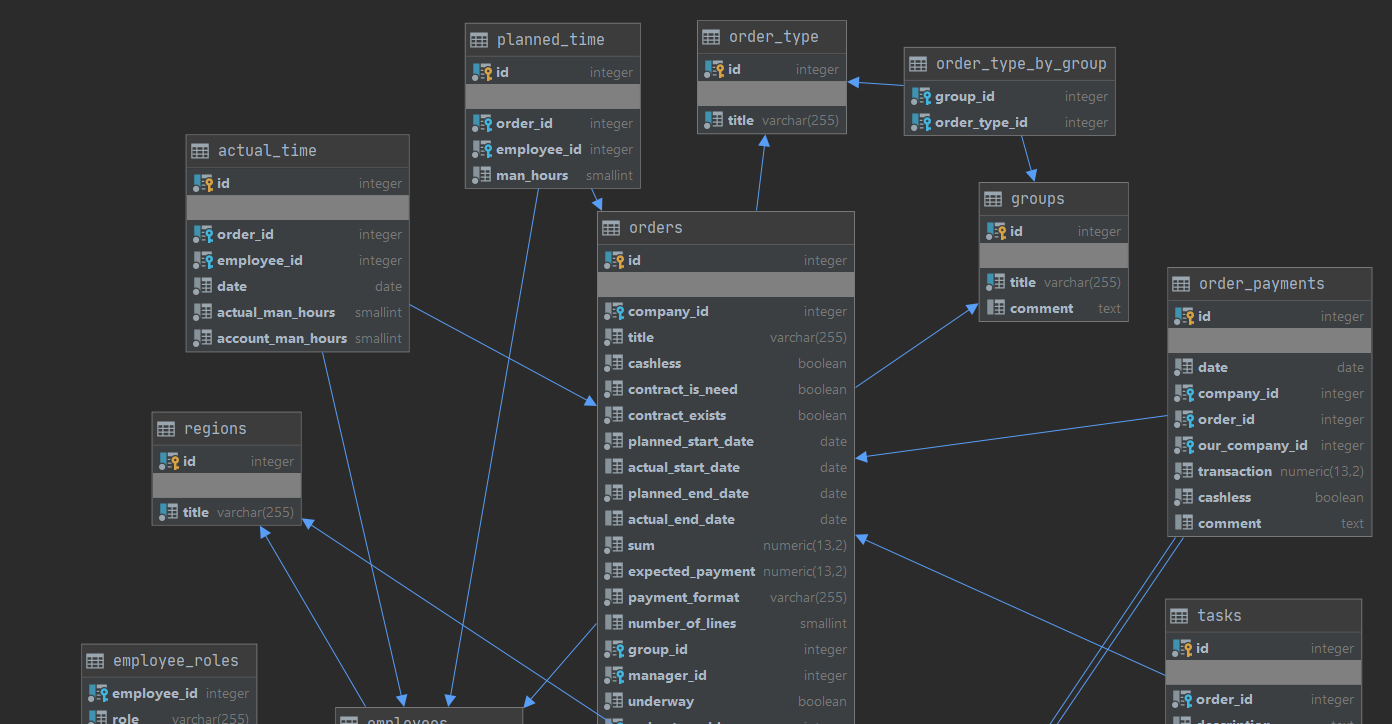 planned_time
id integer
order_id integer
employee_id integer
man_hours smallint
order_type
id integer
title varchar(255)
order_type_by_group
group_id integer
order_type_id integer
actual_time
id integer
order_id integer
employee_id integer
date date
actual_man_hours smallint
account_man_hours smallint
groups
id integer
title varchar(255)
comment text
orders
id integer
company_id integer
title varchar(255)
cashless boolean
contract_is_need boolean
contract_exists boolean
planned_start_date date
actual_start_date date
planned_end_date date
actual_end_date date
sum numeric(13,2)
expected_payment numeric(13,2)
payment_format varchar(255)
number_of_lines smallint
group_id integer
manager_id integer
underway boolean
order_payments
id integer
date date
company_id integer
order_id integer
our_company_id integer
transaction numeric(13,2)
cashless boolean
comment text
regions
id integer
title varchar(255)
tasks
id integer
order_id integer
employee_roles
employee_id integer
role varchar(255)
employees